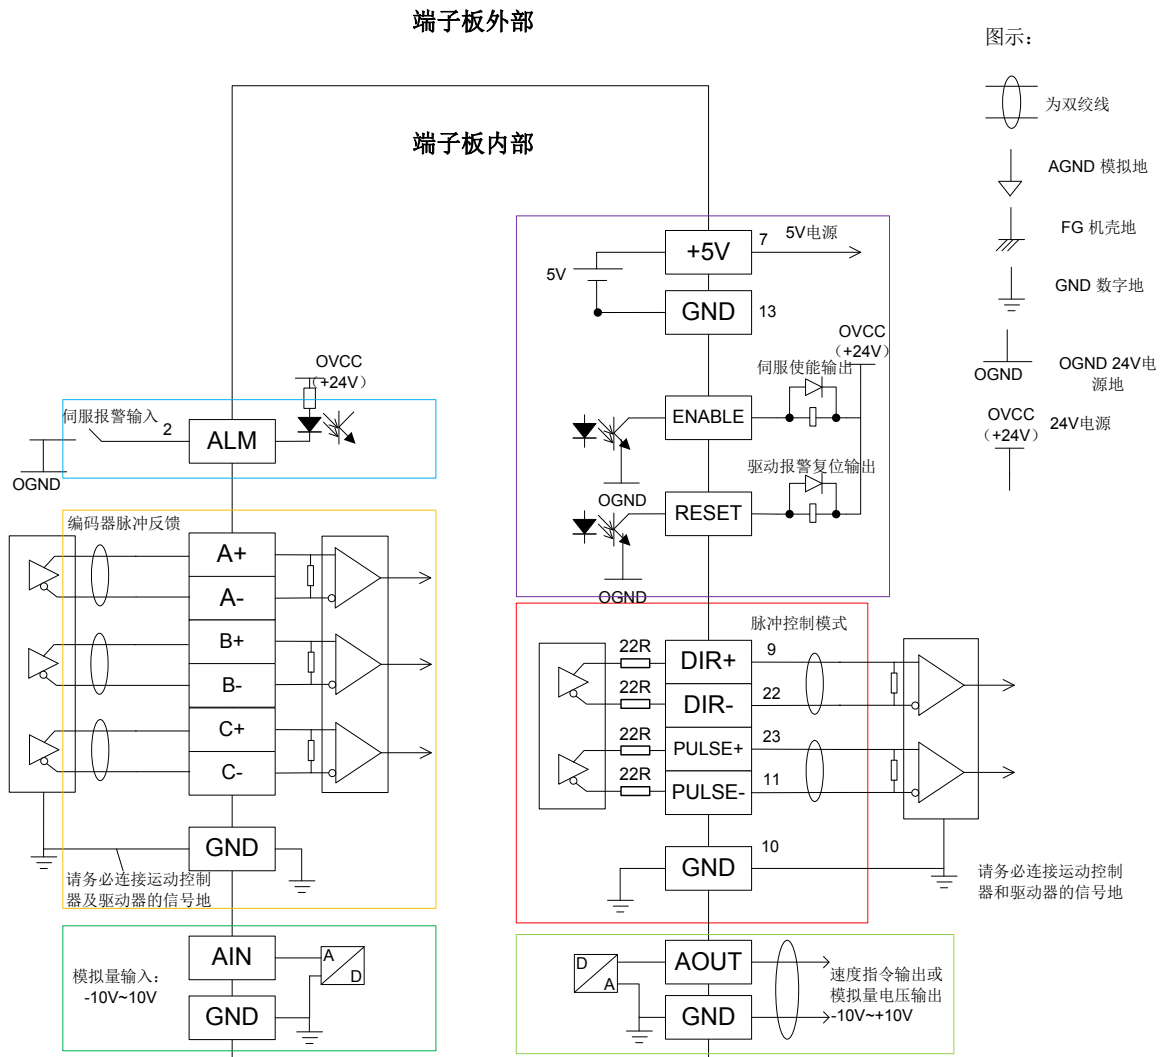 端子板外部
图示：
为双绞线
端子板内部
AGND 模拟地
FG 机壳地
GND 数字地
OGND
OGND 24V电
源地
OVCC
（+24V）
24V电源
+5V
7
5V电源
5V
GND
13
OVCC
（+24V）
伺服使能输出
ENABLE
OGND
驱动报警复位输出
RESET
OGND
OVCC
（+24V）
伺服报警输入
2
ALM
OGND
编码器脉冲反馈
A+
A-
B+
B-
C+
C-
GND
请务必连接运动控制
器及驱动器的信号地
脉冲控制模式
22R
DIR+
9
22R
DIR-
22
22R
PULSE+
23
22R
PULSE-
11
GND
10
请务必连接运动控制
器和驱动器的信号地
模拟量输入：
-10V~10V
AIN
A
D
GND
D
A
AOUT
GND
速度指令输出或
模拟量电压输出
-10V~+10V